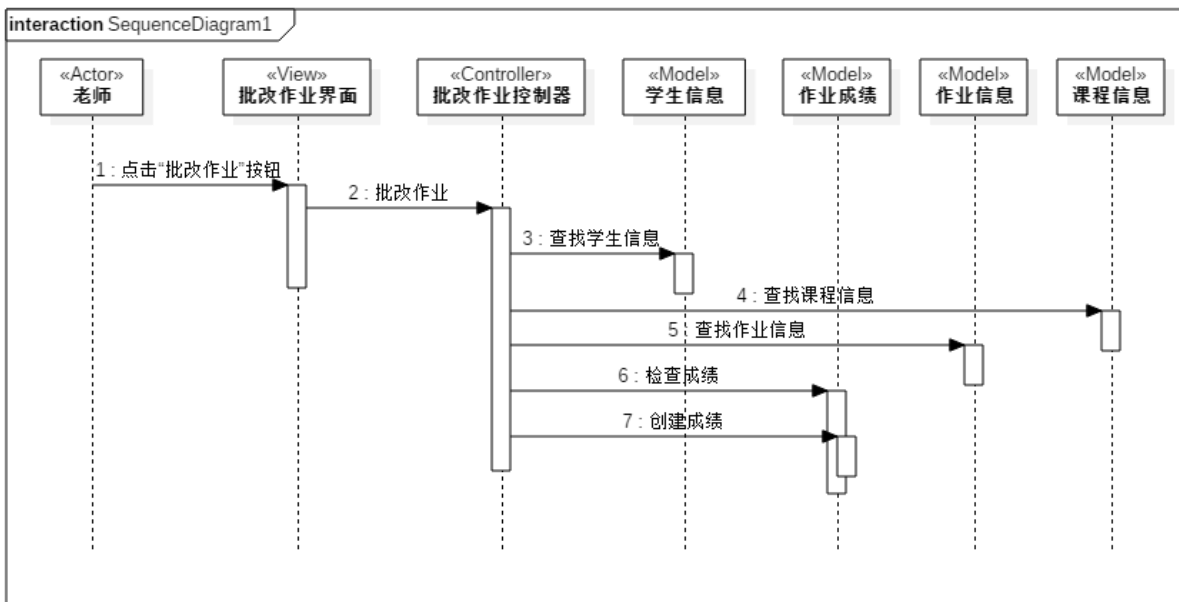 interaction SequenceDiagram1
«Actor»
老师
«View»
批改作业界面
«Controller»
批改作业控制器
«Model»
学生信息
«Model»
作业成绩
«Model»
作业信息
«Model»
课程信息
1 : 点击“批改作业”按钮
2 : 批改作业
3 : 查找学生信息
4 : 查找课程信息
5 : 查找作业信息
6 : 检查成绩
7 : 创建成绩